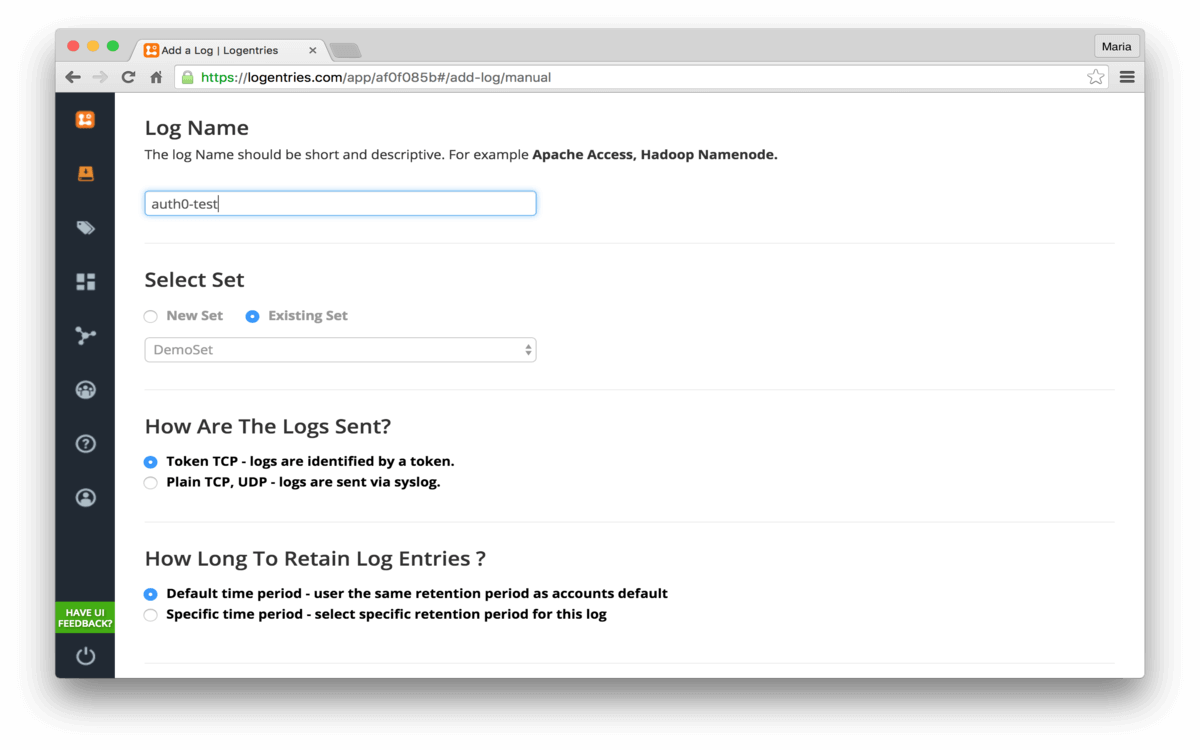 Add a Log | Logentries
Maria
https://logentries.com/app/af0f085b#/add-log/manual
Log Name
The log Name should be short and descriptive. For example Apache Access, Hadoop Namenode.
auth0-test
Select Set
New Set Existing Set
DemoSet
How Are The Logs Sent?
Token TCP - logs are identified by a token.
Plain TCP, UDP - logs are sent via syslog.
How Long To Retain Log Entries ?
Default time period - user the same retention period as accounts default
Specific time period - select specific retention period for this log
HAVE UI
FEEDBACK?